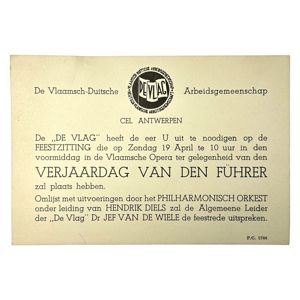 De Vlaamsch-Duitsche
DEVLAG
Arbeidsgemeenschap
CEL ANTWERPEN
De „DE VLAG" heeft de eer U uit te noodigen op de
FEESTZITTING die op Zondag 19 April te 10 uur in den
voormiddag in de Vlaamsche Opera ter gelegenheid van den
VERJAARDAG VAN DEN FÜHRER
zal plaats hebben.
Omlijst met uitvoeringen door het PHILHARMONISCH ORKEST
onder leiding van HENDRIK DIELS zal de Algemeene Leider
der „De Vlag" Dr JEF VAN DE WIELE de feestrede uitspreken.